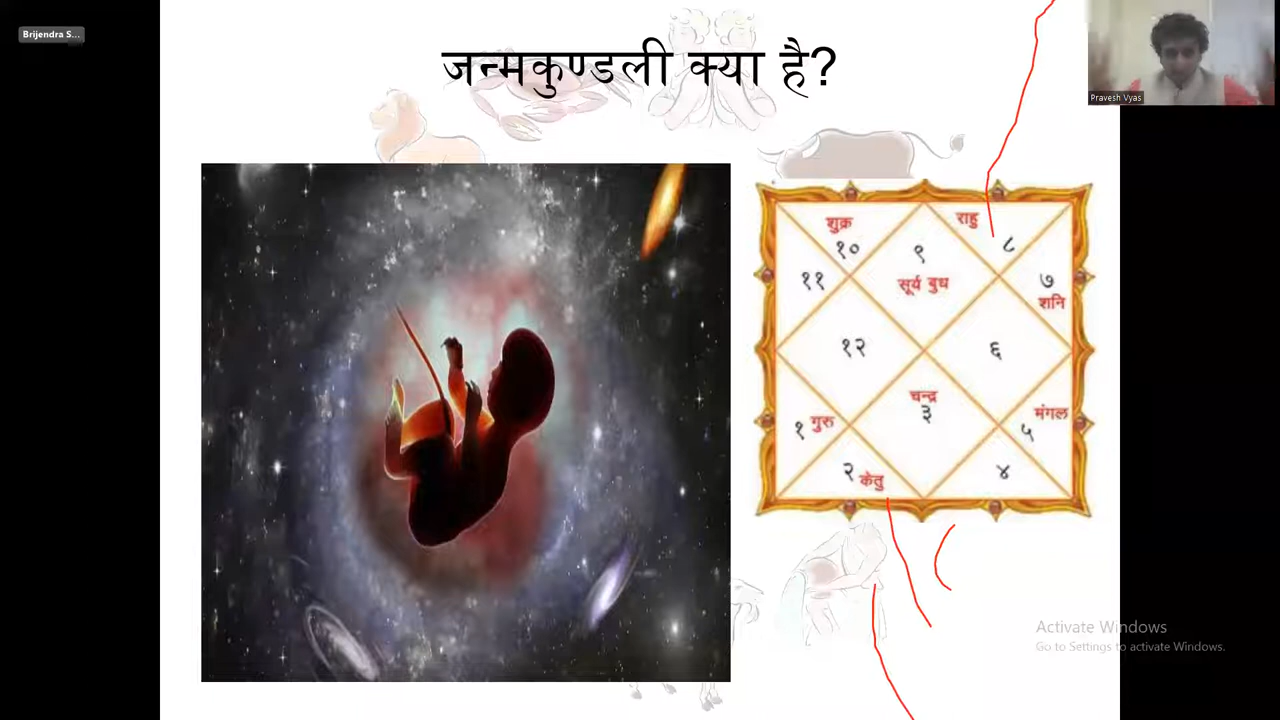 Brijendra S...
जन्मकुण्डली क्या है?
Pravesh Vyas
शुक्र
राहु
१०
९
८
११
सूर्य बुध
७
शनि
१२
६
चन्द्र
३
मंगल
१ गुरु
५
२ केतु
४
Activate Windows
Go to Settings to activate Windows.